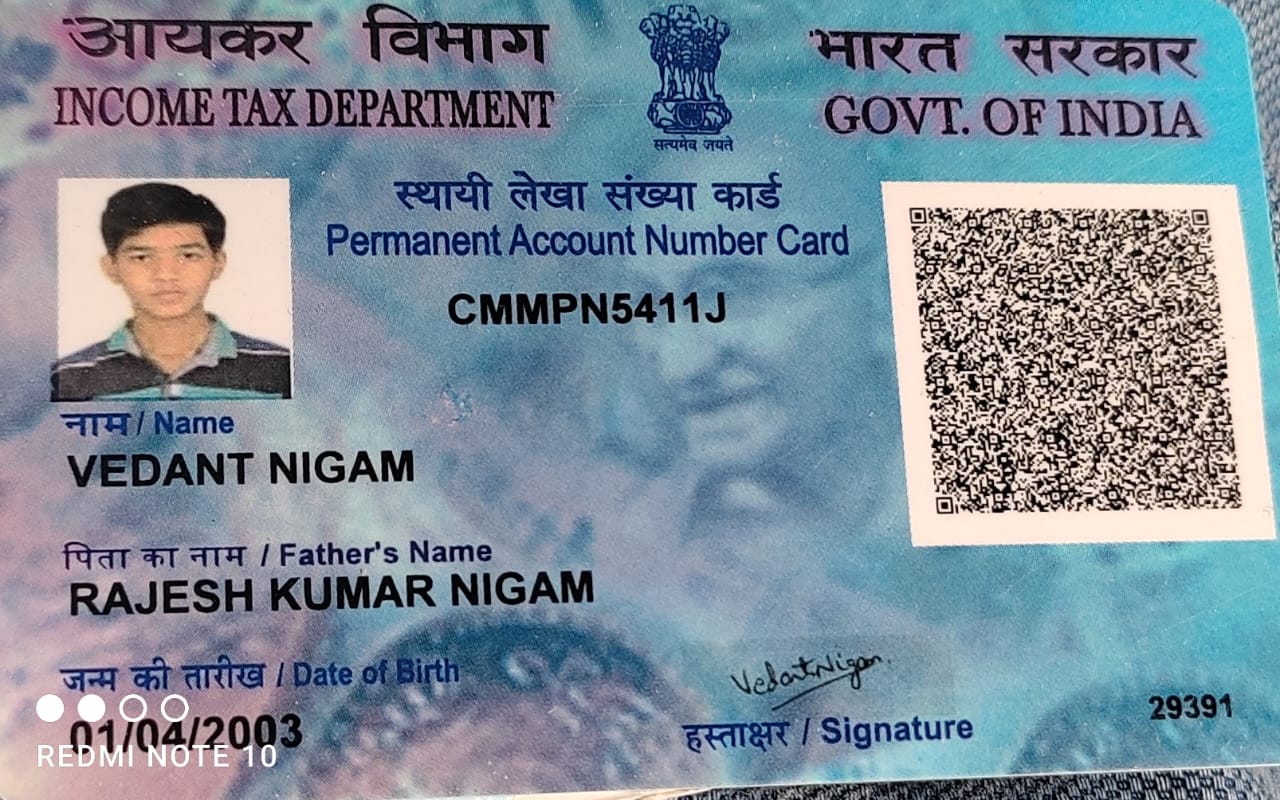 आयकर विभाग
INCOME TAX DEPARTMENT
सत्यमेव जयते
भारत सरकार
GOVT. OF INDIA
स्थायी लेखा संख्या कार्ड
Permanent Account Number Card
CMMPN5411J
नाम / Name
VEDANT NIGAM
पिता का नाम / Father's Name
RAJESH KUMAR NIGAM
जन्म की तारीख / Date of Birth
01/04/2003
Vedant Nigam
हस्ताक्षर / Signature
29391
REDMI NOTE 10